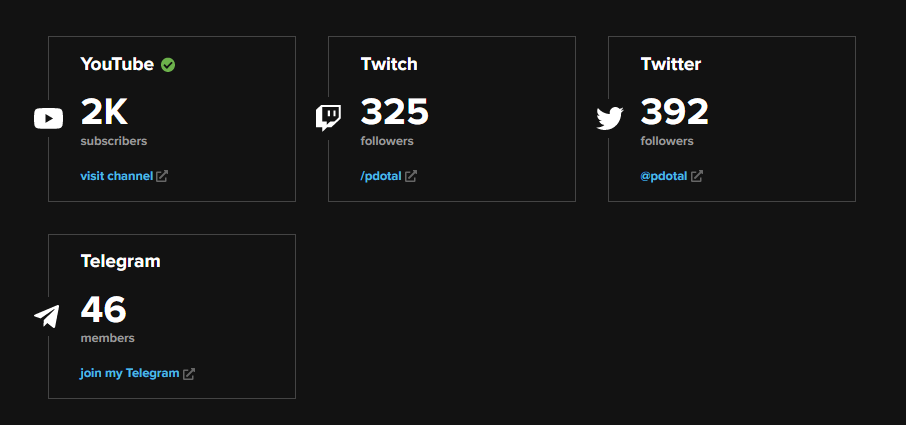 YouTube
2K
subscribers
visit channel
Twitch
325
followers
/pdotal
Twitter
392
followers
@pdotal
Telegram
46
members
join my Telegram